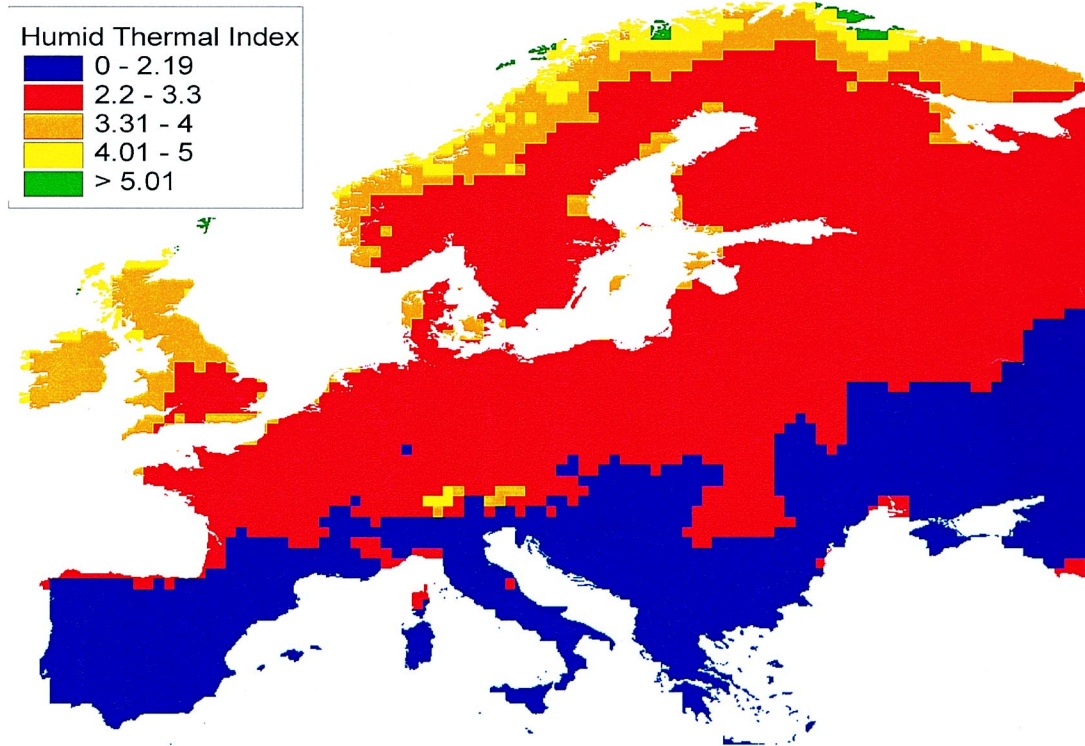 Humid Thermal Index
0 - 2.19
2.2 - 3.3
3.31 - 4
4.01 - 5
> 5.01